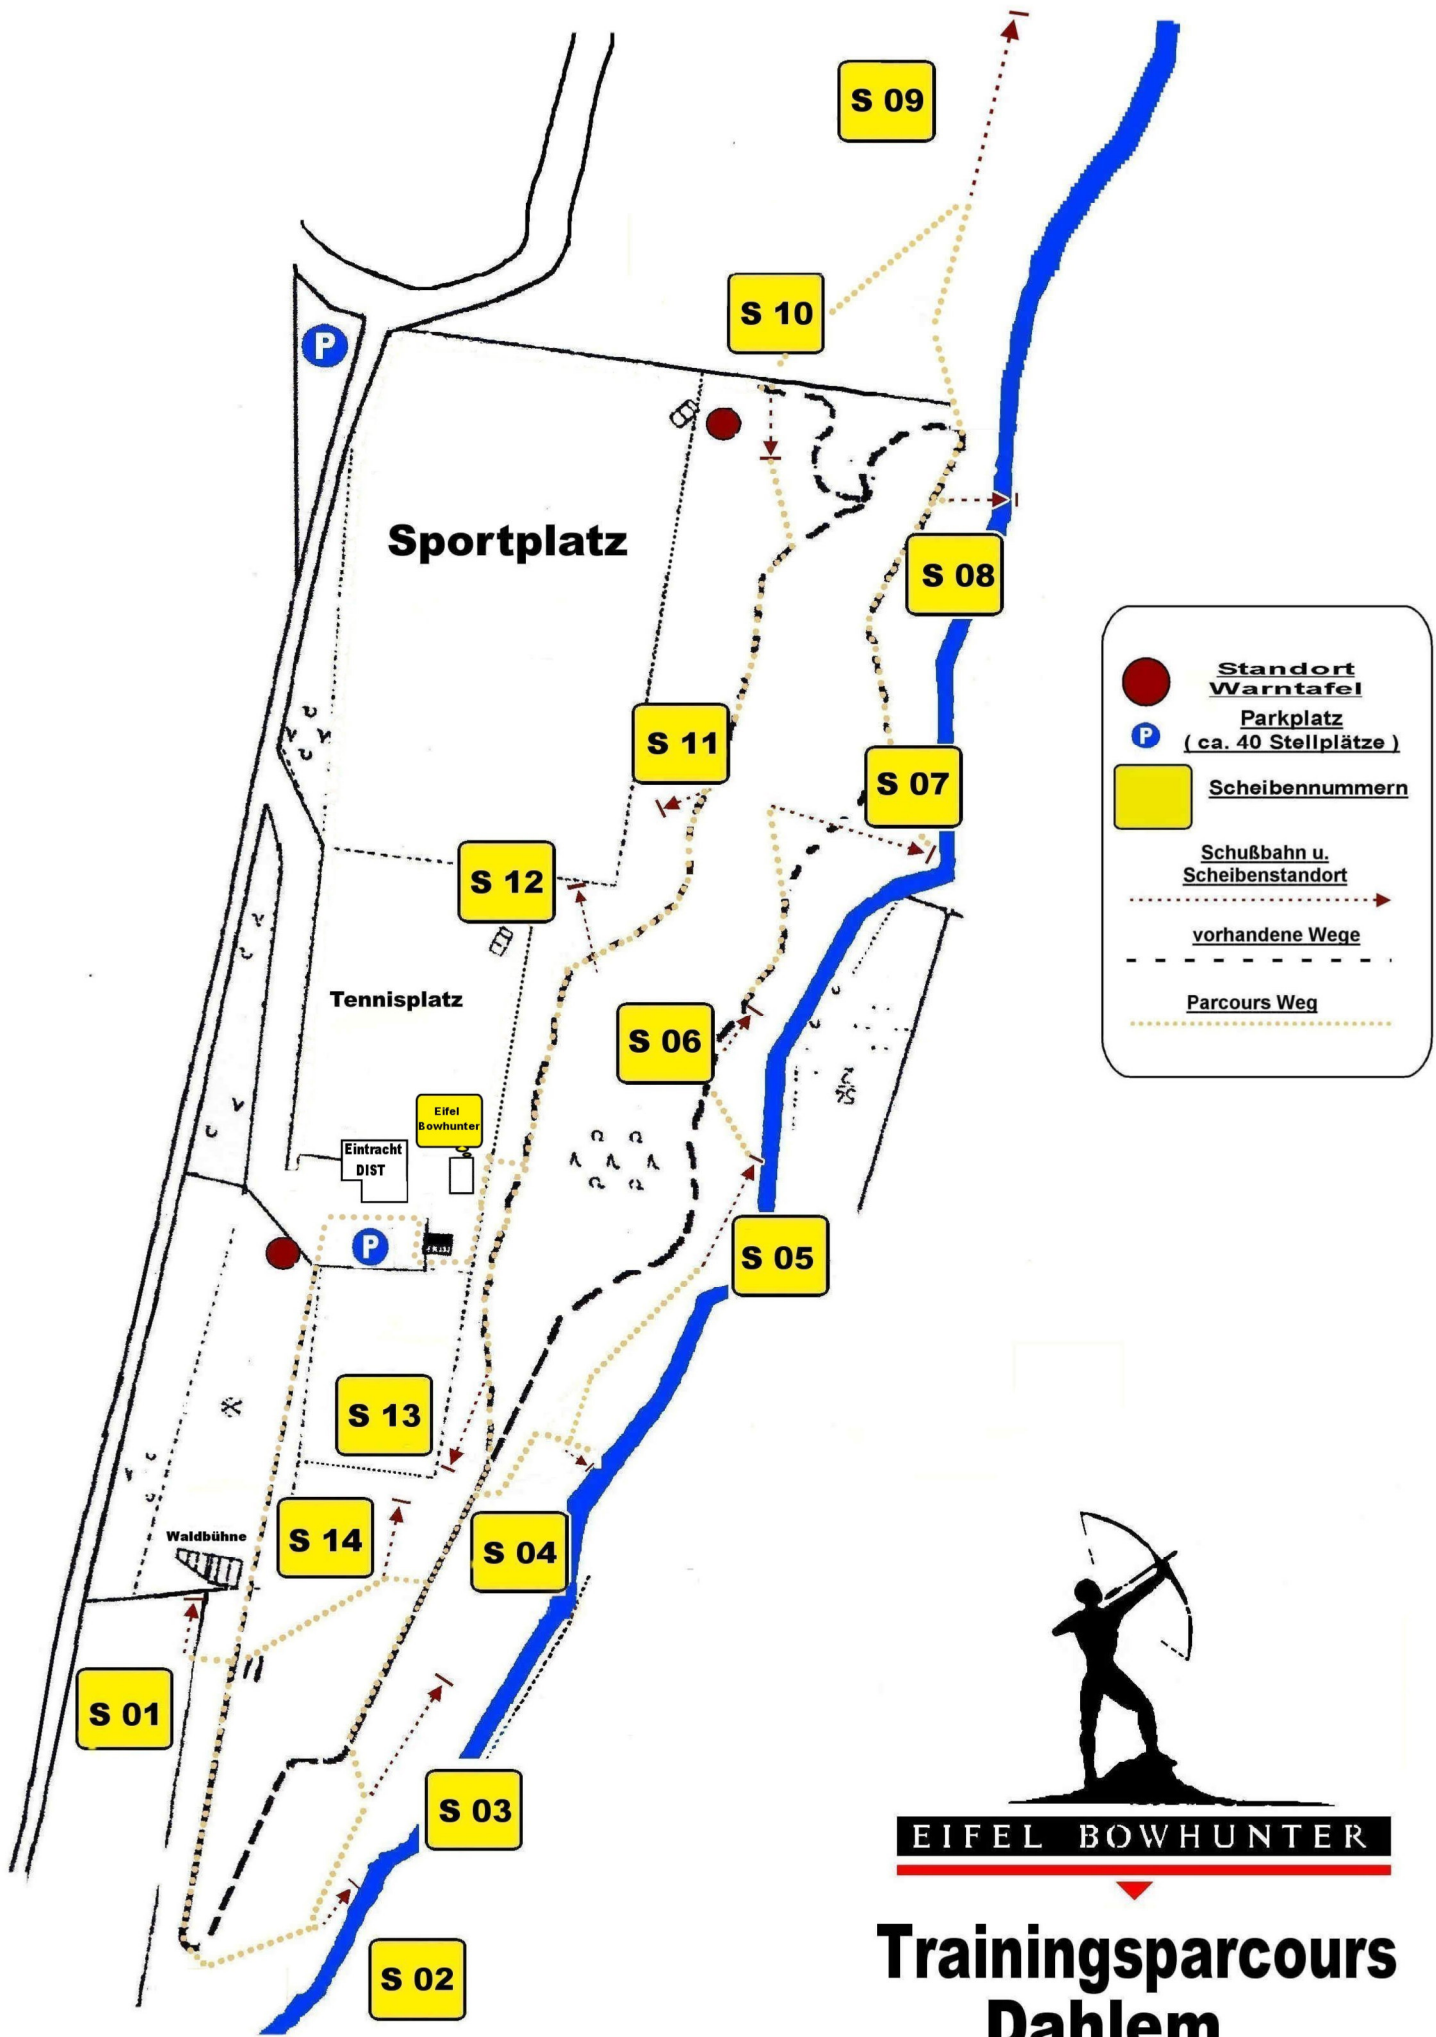 S 09
S 10
P
Sportplatz
S 08
S 11
S 07
S 12
Tennisplatz
S 06
Eifel
Bowhunter
Eintracht
DIST
P
S 05
S 13
S 14
S 04
Waldbühne
S 01
S 03
S 02
Standort
Warntafel
P
Parkplatz
( ca. 40 Stellplätze )
Scheibennummern
Schußbahn u.
Scheibenstandort
vorhandene Wege
Parcours Weg
EIFEL BOWHUNTER
Trainingsparcours
Dahlem